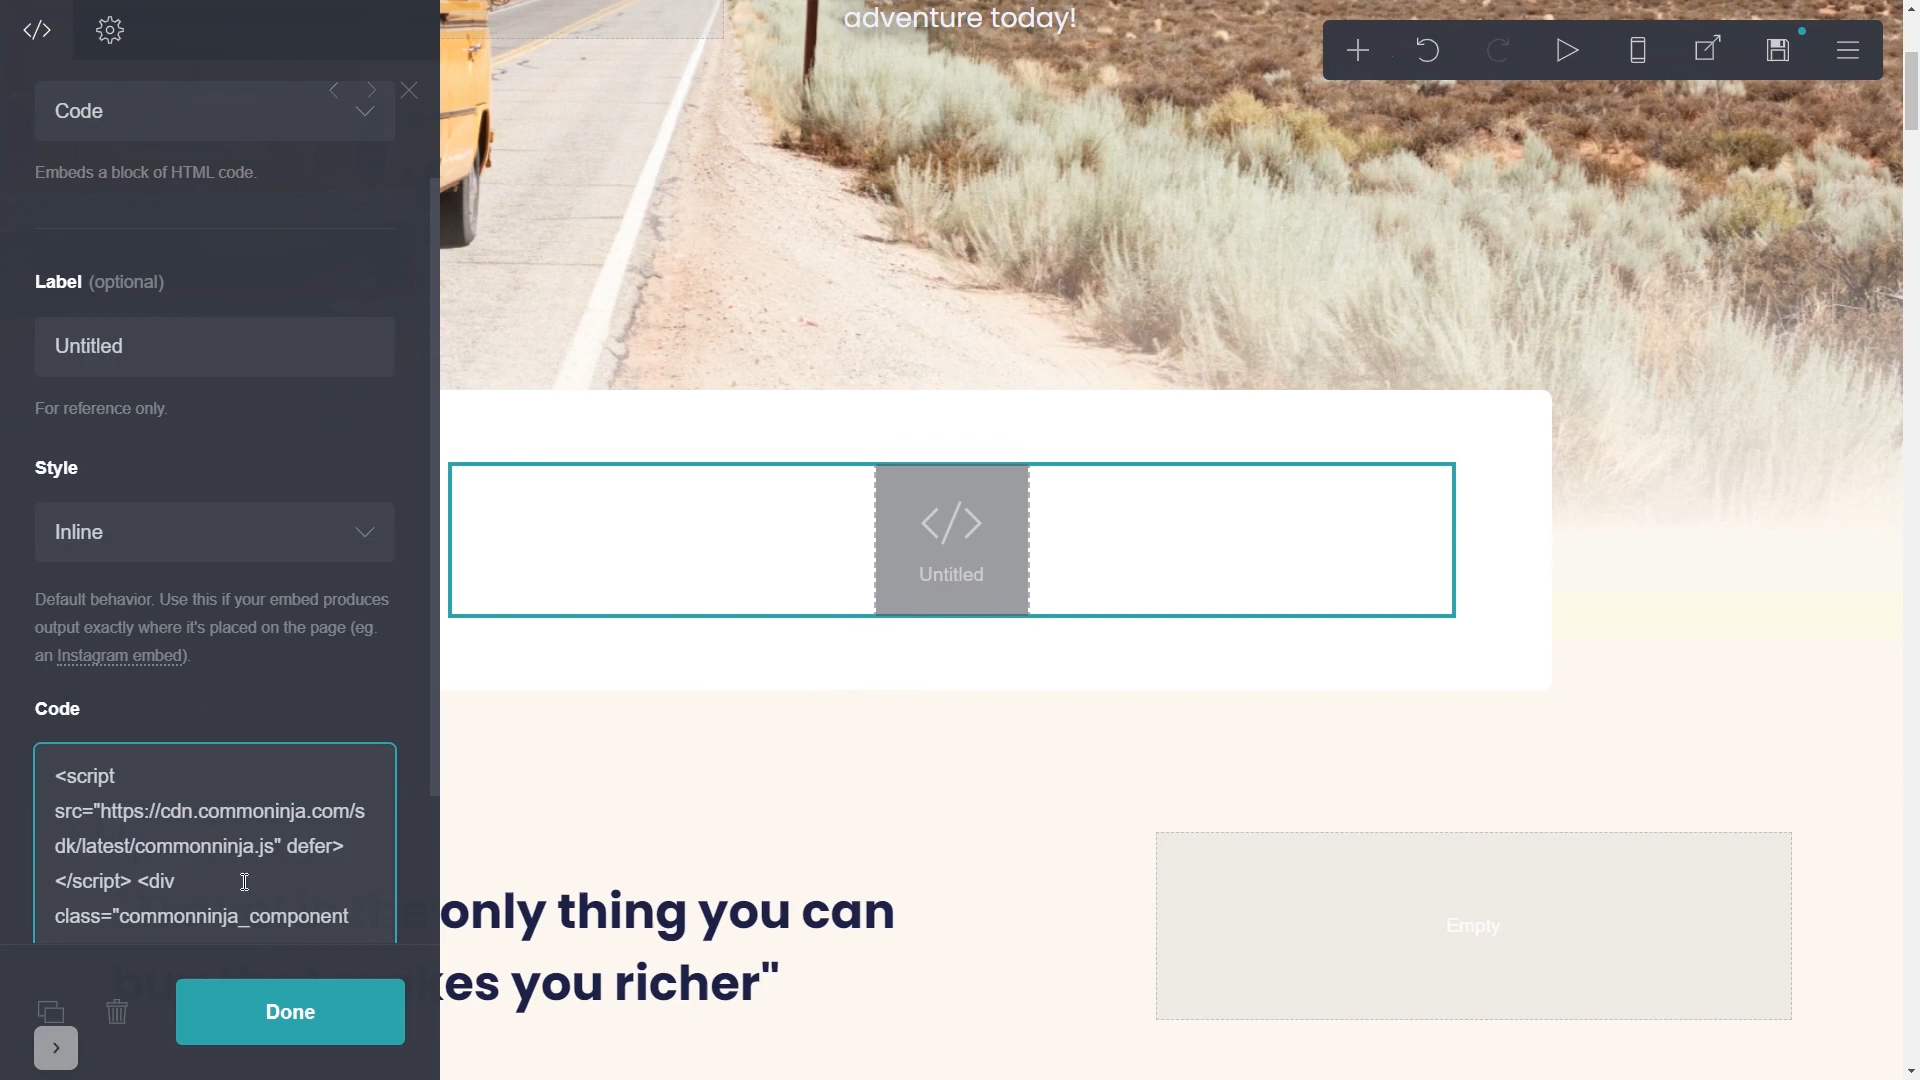 adventure today!
Code
Embeds a block of HTML code.
Label (optional)
Untitled
For reference only.
Style
Inline
Default behavior. Use this if your embed produces
output exactly where it's placed on the page (eg.
an Instagram embed).
Code
<script
src="https://cdn.commoninja.com/s
dk/latest/commonninja.js" defer>
</script> <div
class="commonninja_component
Done
</>
Untitled
only thing you can
kes you richer"
Empty